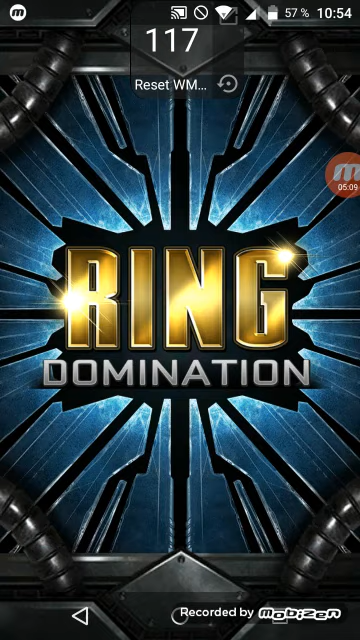 57 % 10:54
117
Reset WM...
05:09
RING
DOMINATION
Recorded by mobizen